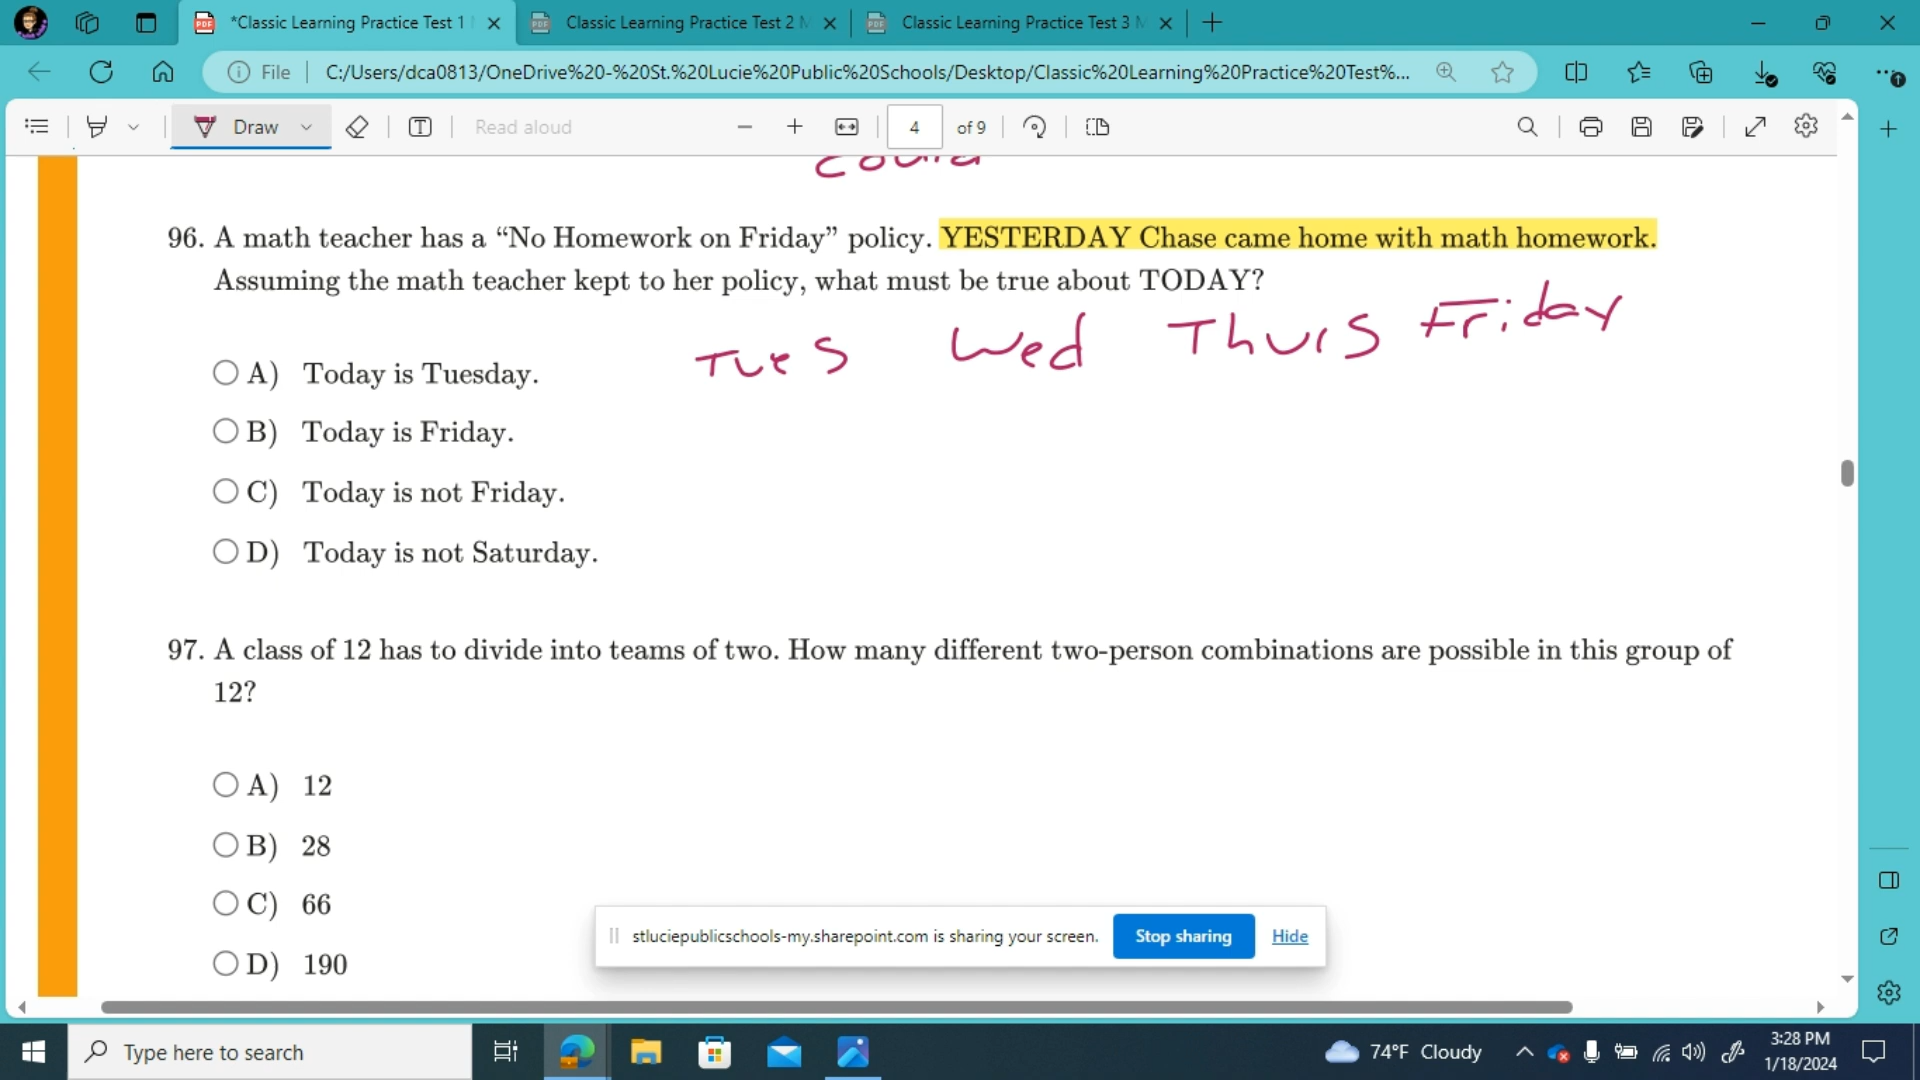 *Classic Learning Practice Test 1
Classic Learning Practice Test 2 M
Classic Learning Practice Test 3 M
File
C:/Users/dca0813/OneDrive%20-%20St.%20Lucie%20Public%20Schools/Desktop/Classic%20Learning%20Practice%20Test%...
Draw
Read aloud
4 of 9
could
96. A math teacher has a “No Homework on Friday” policy. YESTERDAY Chase came home with math homework.
Assuming the math teacher kept to her policy, what must be true about TODAY?
Tues Wed Thurs Friday
A) Today is Tuesday.
B) Today is Friday.
C) Today is not Friday.
D) Today is not Saturday.
97. A class of 12 has to divide into teams of two. How many different two-person combinations are possible in this group of
12?
A) 12
B) 28
C) 66
D) 190
stluciepublicschools-my.sharepoint.com is sharing your screen. Stop sharing Hide
Type here to search
74°F Cloudy
3:28 PM
1/18/2024